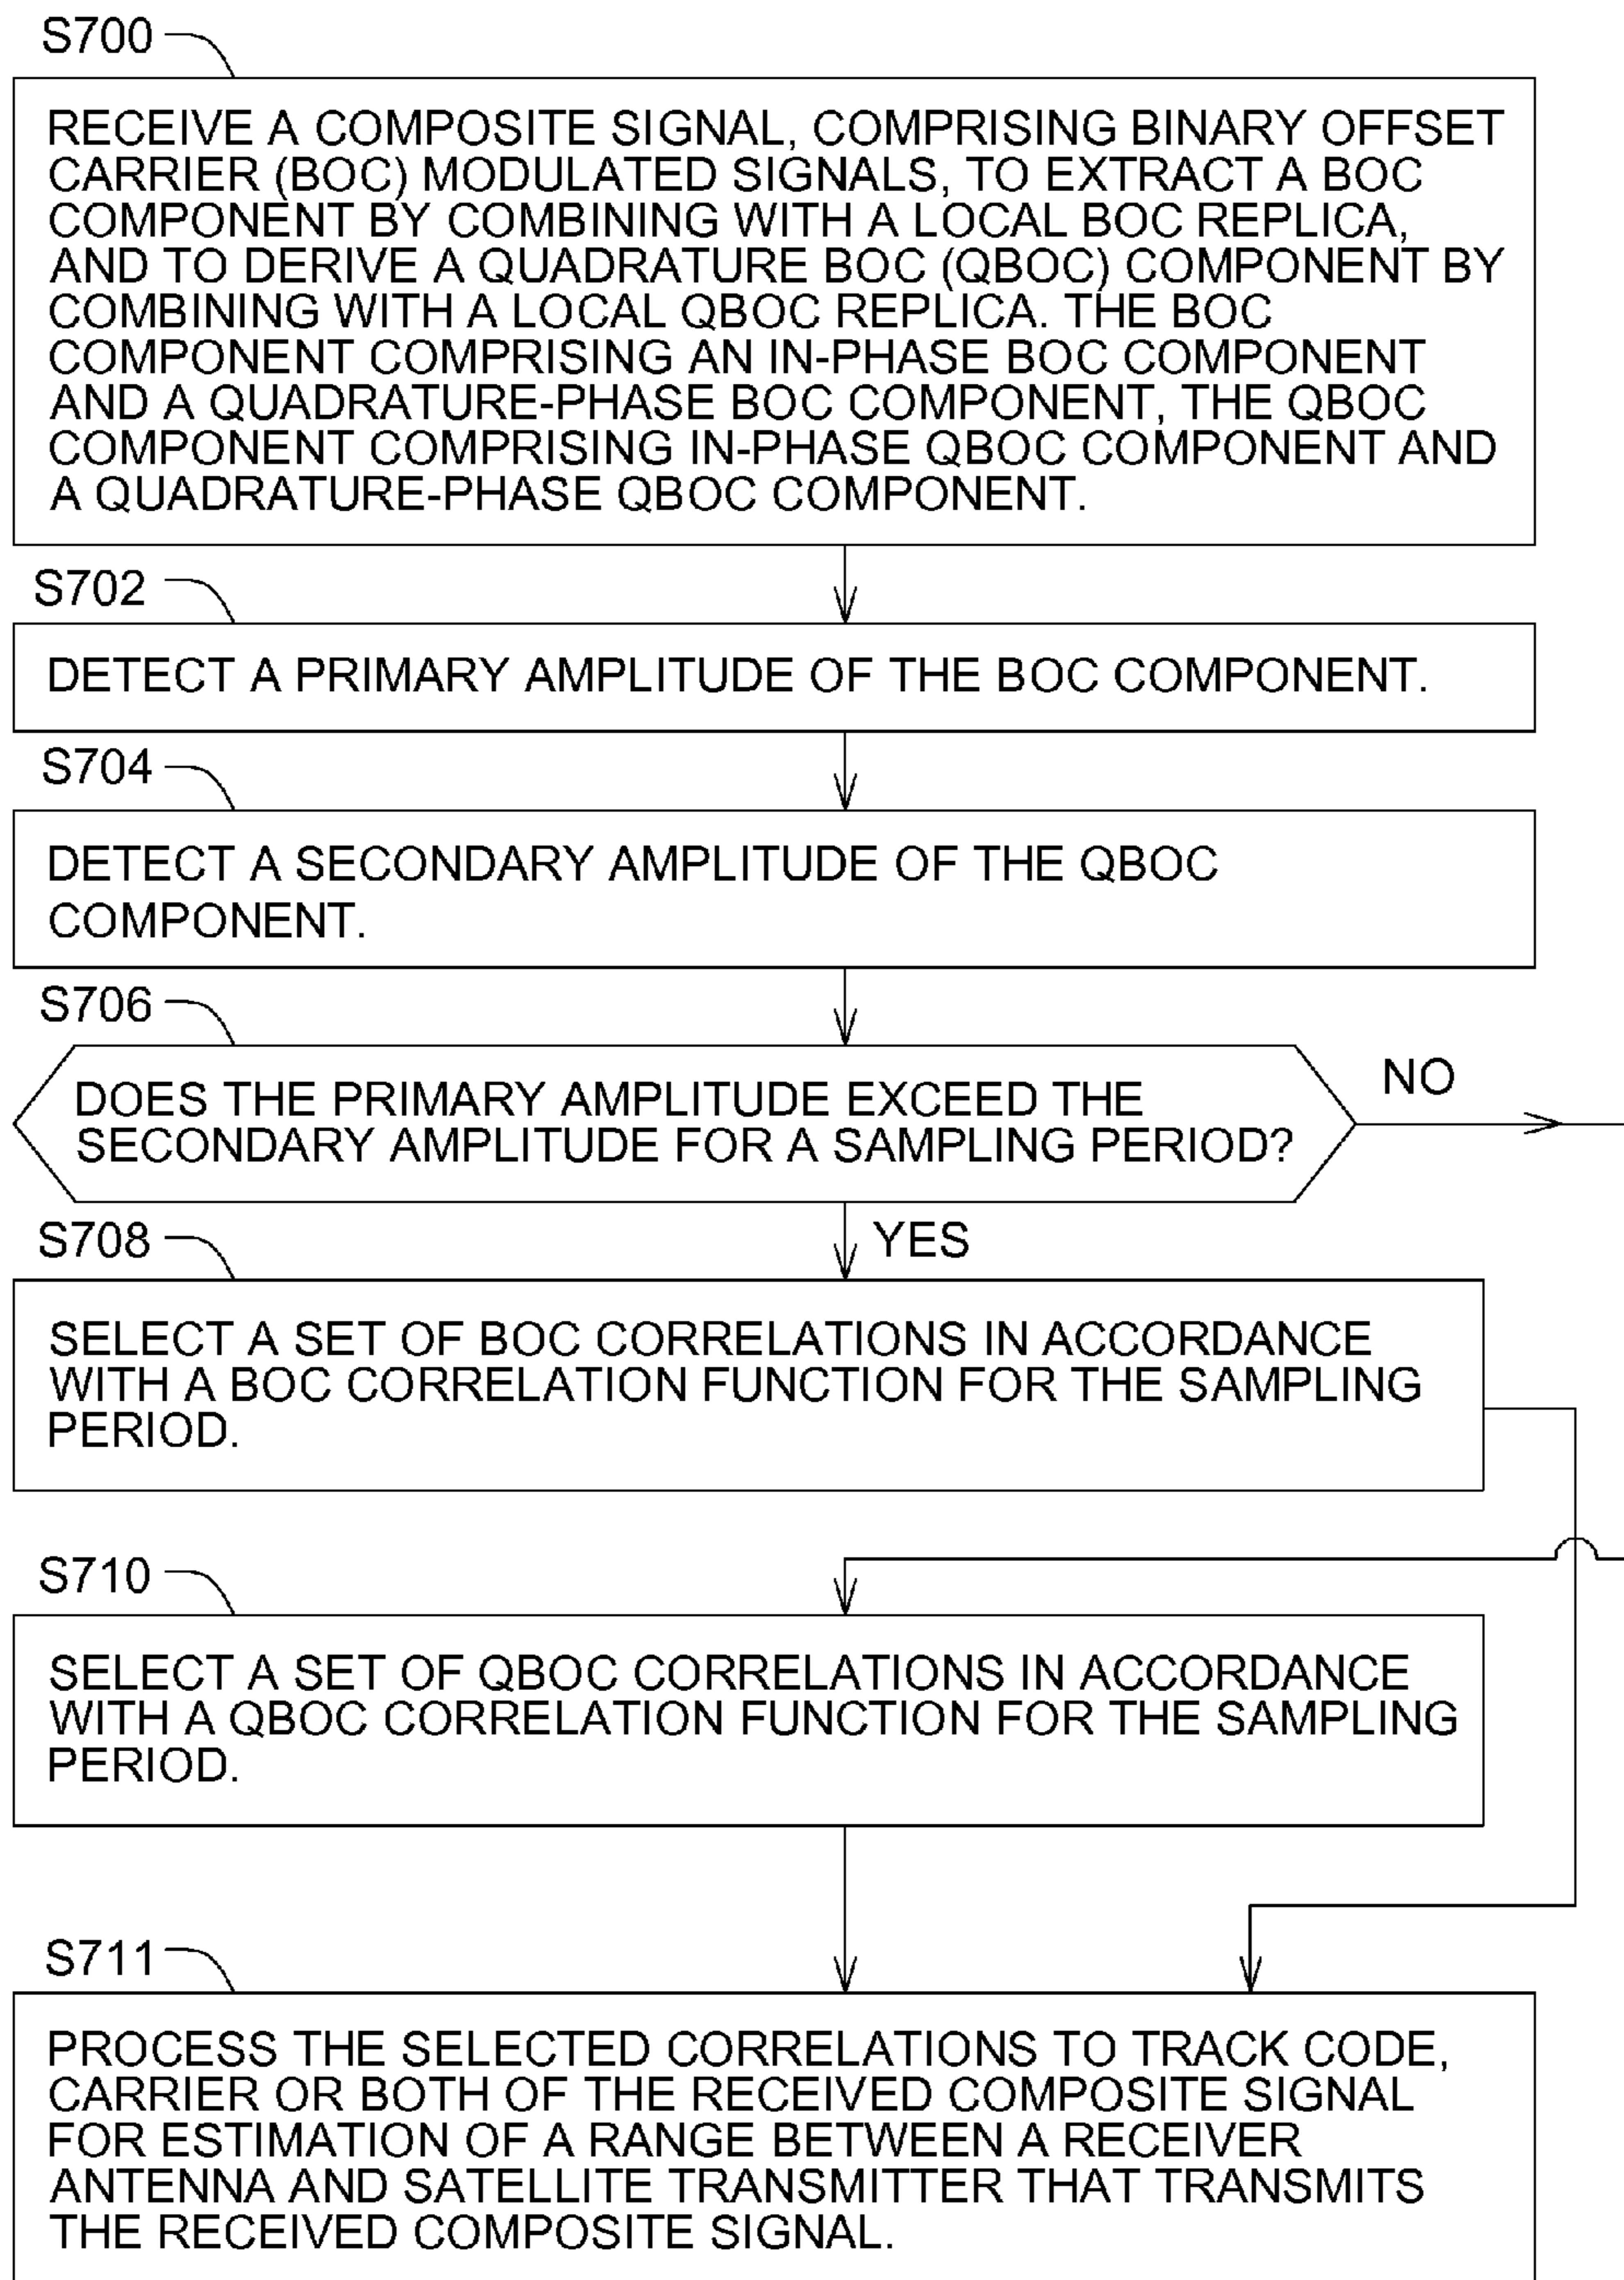 S700
RECEIVE A COMPOSITE SIGNAL, COMPRISING BINARY OFFSET
CARRIER (BOC) MODULATED SIGNALS, TO EXTRACT A BOC
COMPONENT BY COMBINING WITH A LOCAL BOC REPLICA,
AND TO DERIVE A QUADRATURE BOC (QBOC) COMPONENT BY
COMBINING WITH A LOCAL QBOC REPLICA. THE BOC
COMPONENT COMPRISING AN IN-PHASE BOC COMPONENT
AND A QUADRATURE-PHASE BOC COMPONENT, THE QBOC
COMPONENT COMPRISING IN-PHASE QBOC COMPONENT AND
A QUADRATURE-PHASE QBOC COMPONENT.
S702
DETECT A PRIMARY AMPLITUDE OF THE BOC COMPONENT.
S704
DETECT A SECONDARY AMPLITUDE OF THE QBOC
COMPONENT.
S706
DOES THE PRIMARY AMPLITUDE EXCEED THE
SECONDARY AMPLITUDE FOR A SAMPLING PERIOD?
NO
YES
S708
SELECT A SET OF BOC CORRELATIONS IN ACCORDANCE
WITH A BOC CORRELATION FUNCTION FOR THE SAMPLING
PERIOD.
S710
SELECT A SET OF QBOC CORRELATIONS IN ACCORDANCE
WITH A QBOC CORRELATION FUNCTION FOR THE SAMPLING
PERIOD.
S711
PROCESS THE SELECTED CORRELATIONS TO TRACK CODE,
CARRIER OR BOTH OF THE RECEIVED COMPOSITE SIGNAL
FOR ESTIMATION OF A RANGE BETWEEN A RECEIVER
ANTENNA AND SATELLITE TRANSMITTER THAT TRANSMITS
THE RECEIVED COMPOSITE SIGNAL.